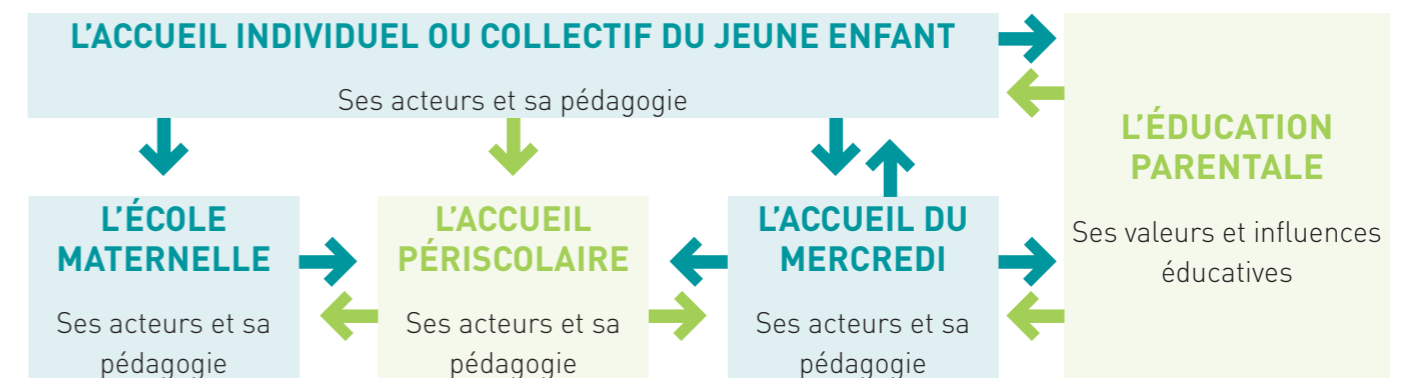 L'ACCUEIL INDIVIDUEL OU COLLECTIF DU JEUNE ENFANT
Ses acteurs et sa pédagogie
L'ÉCOLE
MATERNELLE
Ses acteurs et sa
pédagogie
L'ACCUEIL
PÉRISCOLAIRE
Ses acteurs et sa
pédagogie
L'ACCUEIL DU
MERCREDI
Ses acteurs et sa
pédagogie
L'ÉDUCATION
PARENTALE
Ses valeurs et influences
éducatives